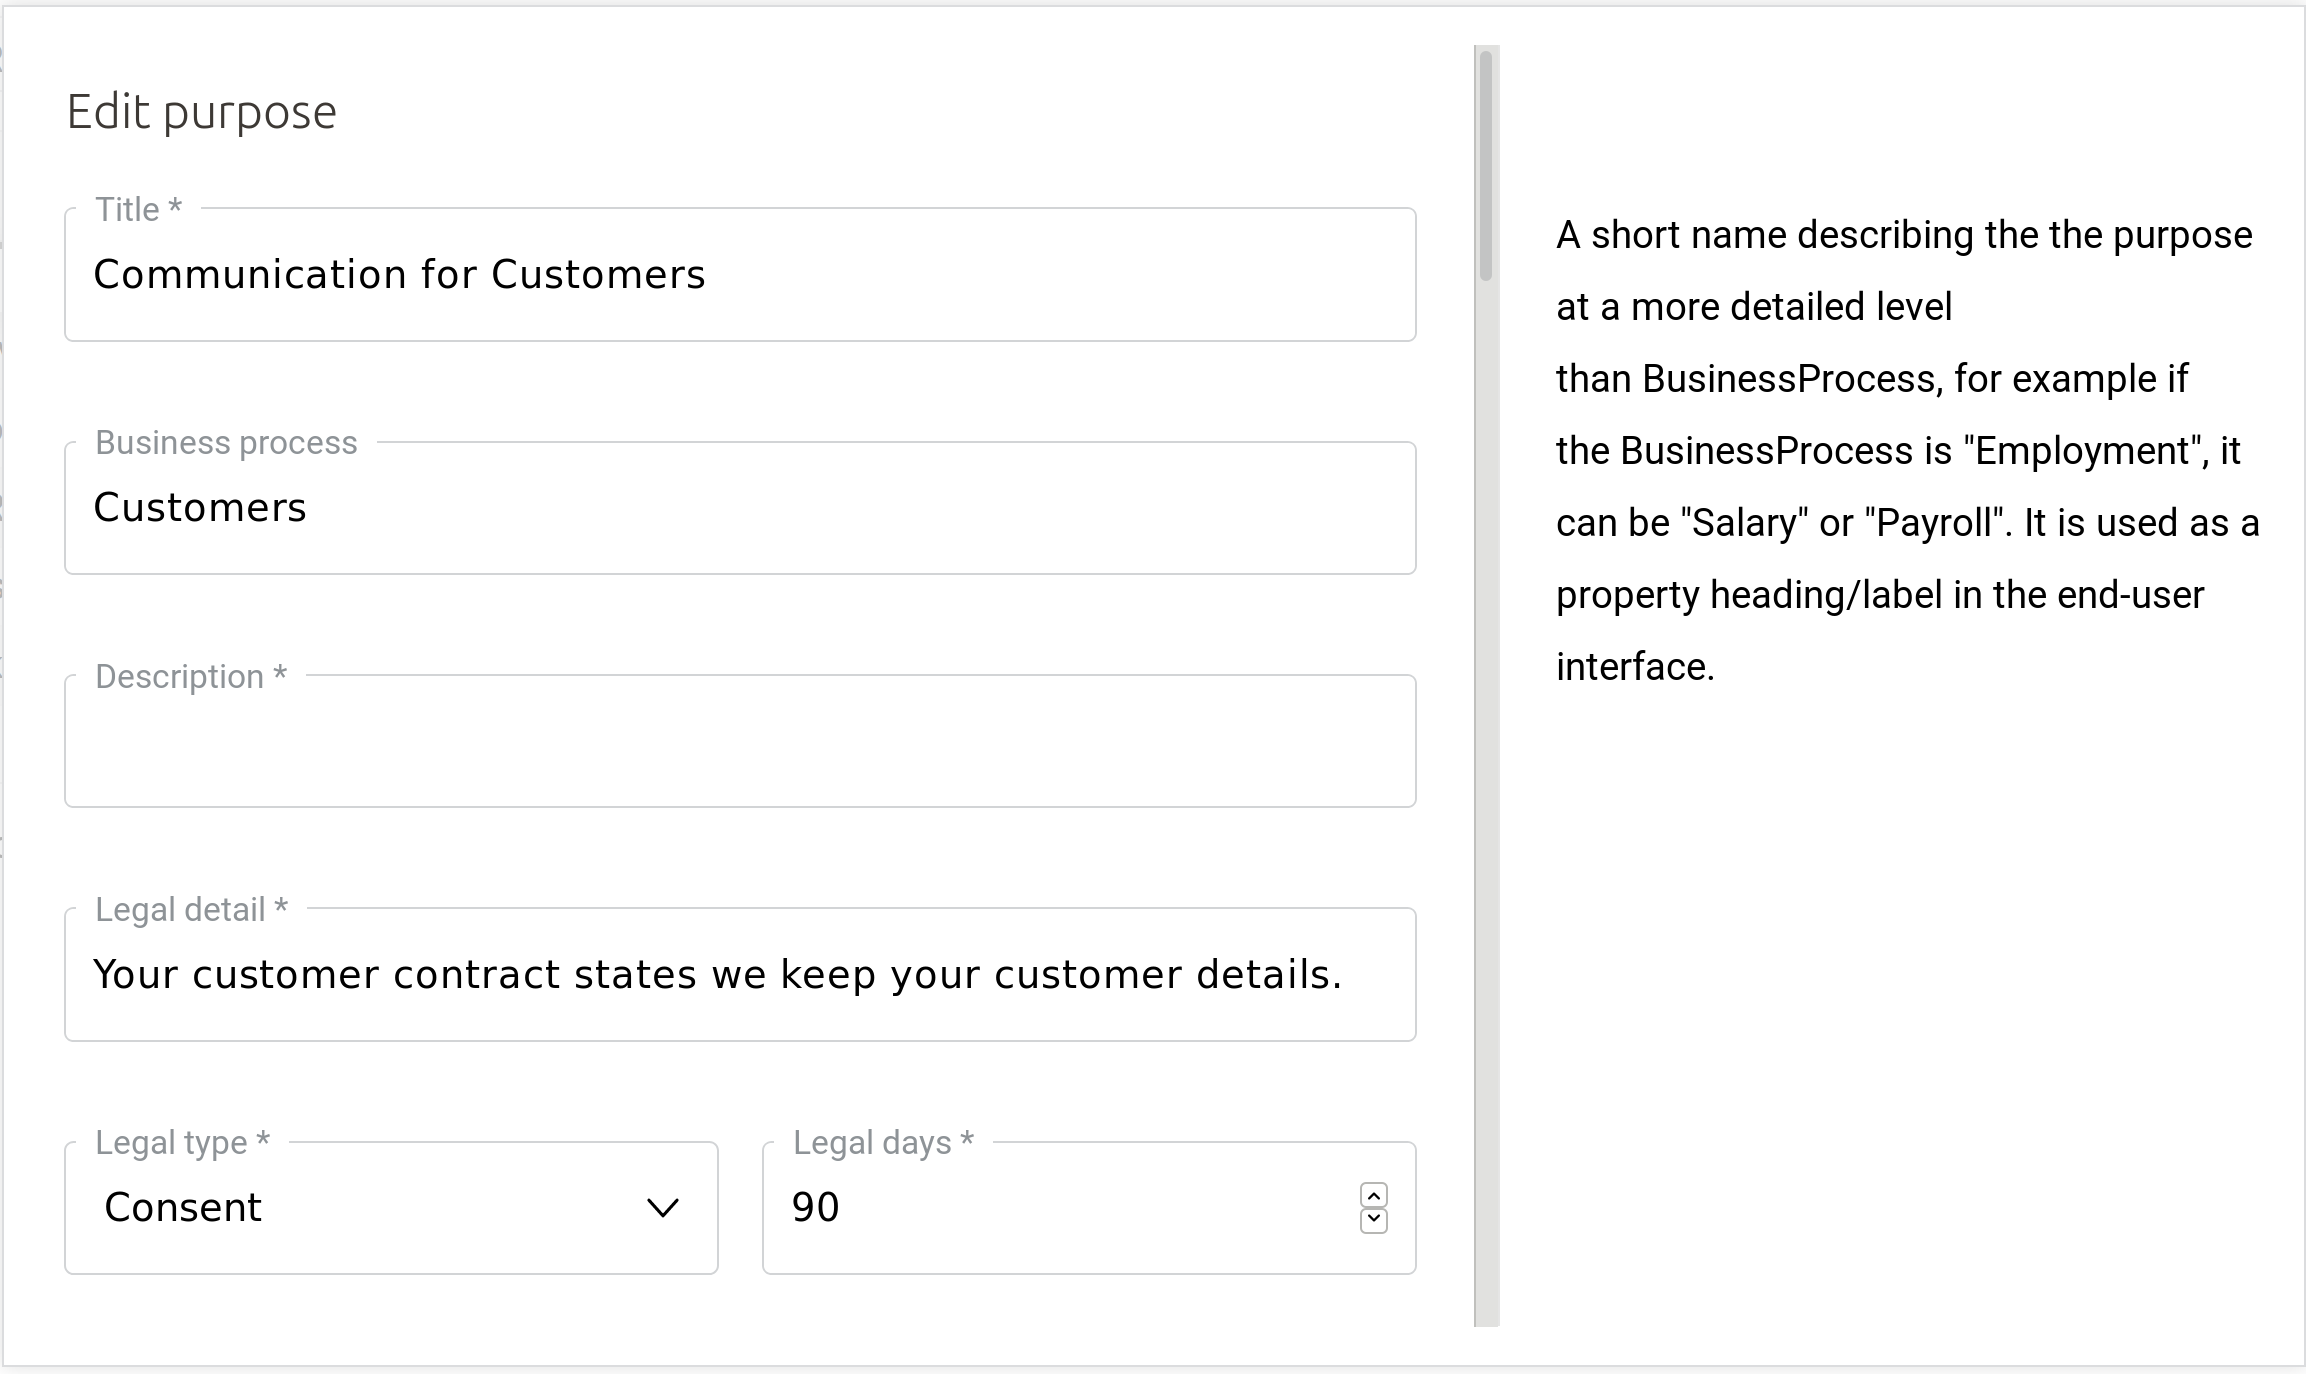 Edit purpose
Title *
Communication for Customers
Business process
Customers
Description *
Legal detail *
Your customer contract states we keep your customer details.
Legal type *
Consent
Legal days *
90
A short name describing the the purpose
at a more detailed level
than BusinessProcess, for example if
the BusinessProcess is "Employment", it
can be "Salary" or "Payroll". It is used as a
property heading/label in the end-user
interface.